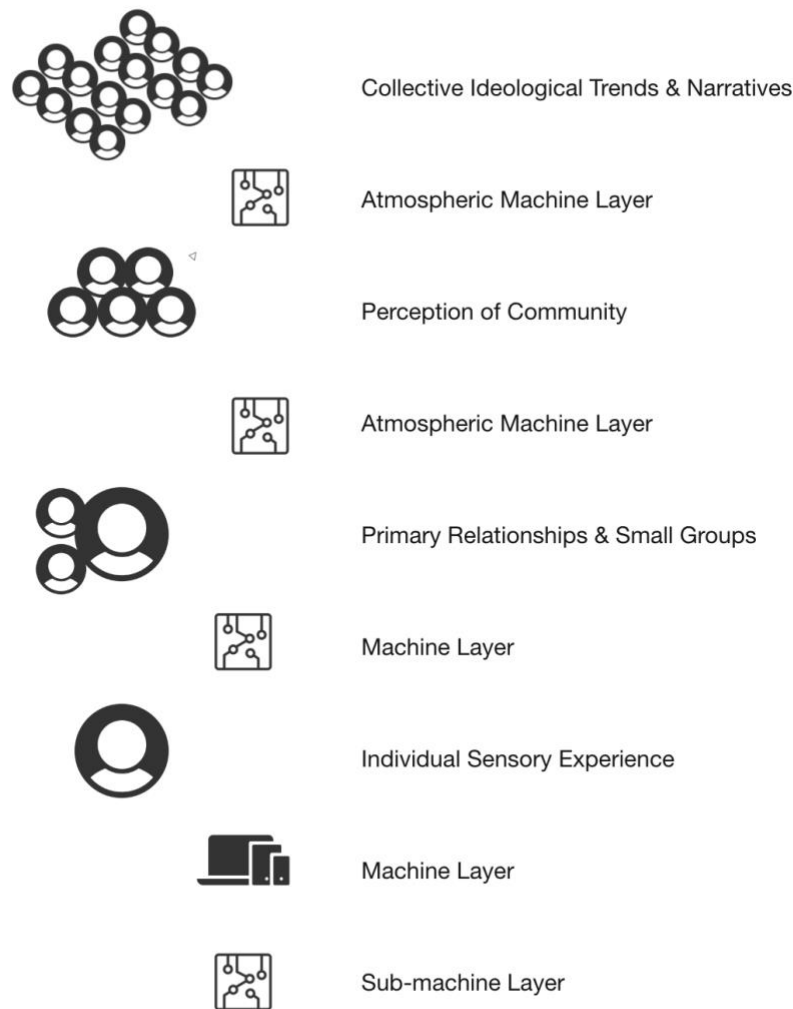 Collective Ideological Trends & Narratives
Atmospheric Machine Layer
Perception of Community
Atmospheric Machine Layer
Primary Relationships & Small Groups
Machine Layer
Individual Sensory Experience
Machine Layer
Sub-machine Layer